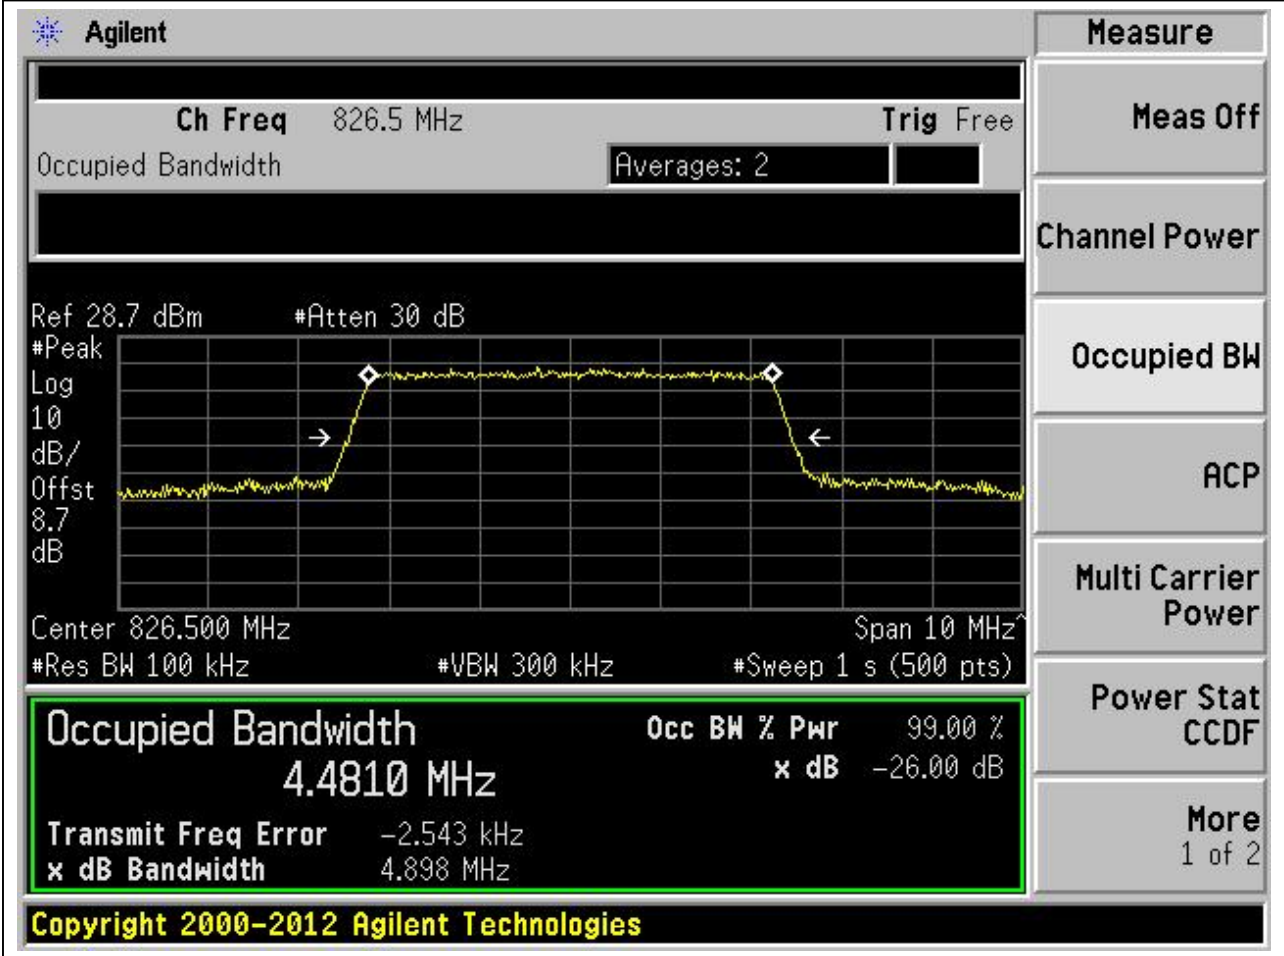 Agilent
Measure
Ch Freq 826.5 MHz Trig Free
Occupied Bandwidth Averages: 2
Meas Off
Channel Power
Occupied BW
ACP
Multi Carrier
Power
Power Stat
CCDF
More
1 of 2
Ref 28.7 dBm #Atten 30 dB
#Peak
Log
10
dB/
Offst
8.7
dB
Center 826.500 MHz Span 10 MHz^
#Res BW 100 kHz #VBW 300 kHz #Sweep 1 s (500 pts)
Occupied Bandwidth Occ BW % Pwr 99.00 %
4.4810 MHz x dB -26.00 dB
Transmit Freq Error -2.543 kHz
x dB Bandwidth 4.898 MHz
Copyright 2000-2012 Agilent Technologies